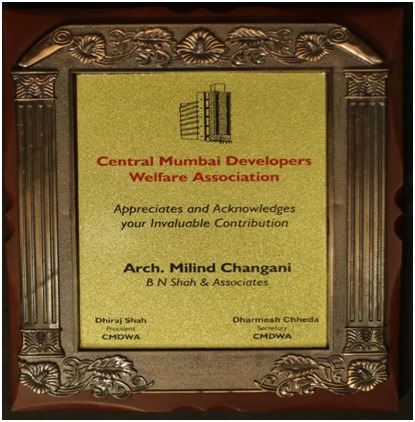 Central Mumbai Developers
Welfare Association
Appreciates and Acknowledges
your Invaluable Contribution
Arch. Milind Changani
B N Shah & Associates
Dhiraj Shah
President
CMDWA
Dharmesh Chheda
Secretary
CMDWA